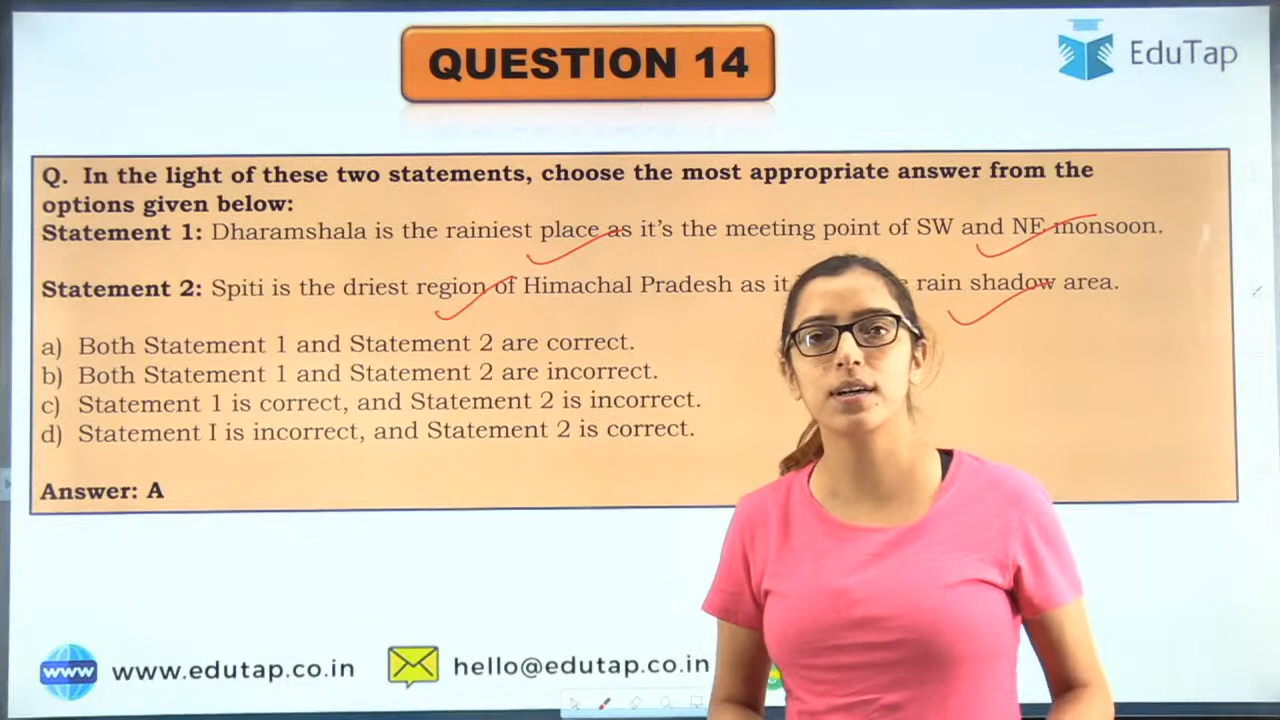 QUESTION 14
EduTap
Q. In the light of these two statements, choose the most appropriate answer from the
options given below:
Statement 1: Dharamshala is the rainiest place as it's the meeting point of SW and NE monsoon.
Statement 2: Spiti is the driest region of Himachal Pradesh as it rain shadow area.
a) Both Statement 1 and Statement 2 are correct.
b) Both Statement 1 and Statement 2 are incorrect.
c) Statement 1 is correct, and Statement 2 is incorrect.
d) Statement I is incorrect, and Statement 2 is correct.
Answer: A
www www.edutap.co.in hello@edutap.co.in